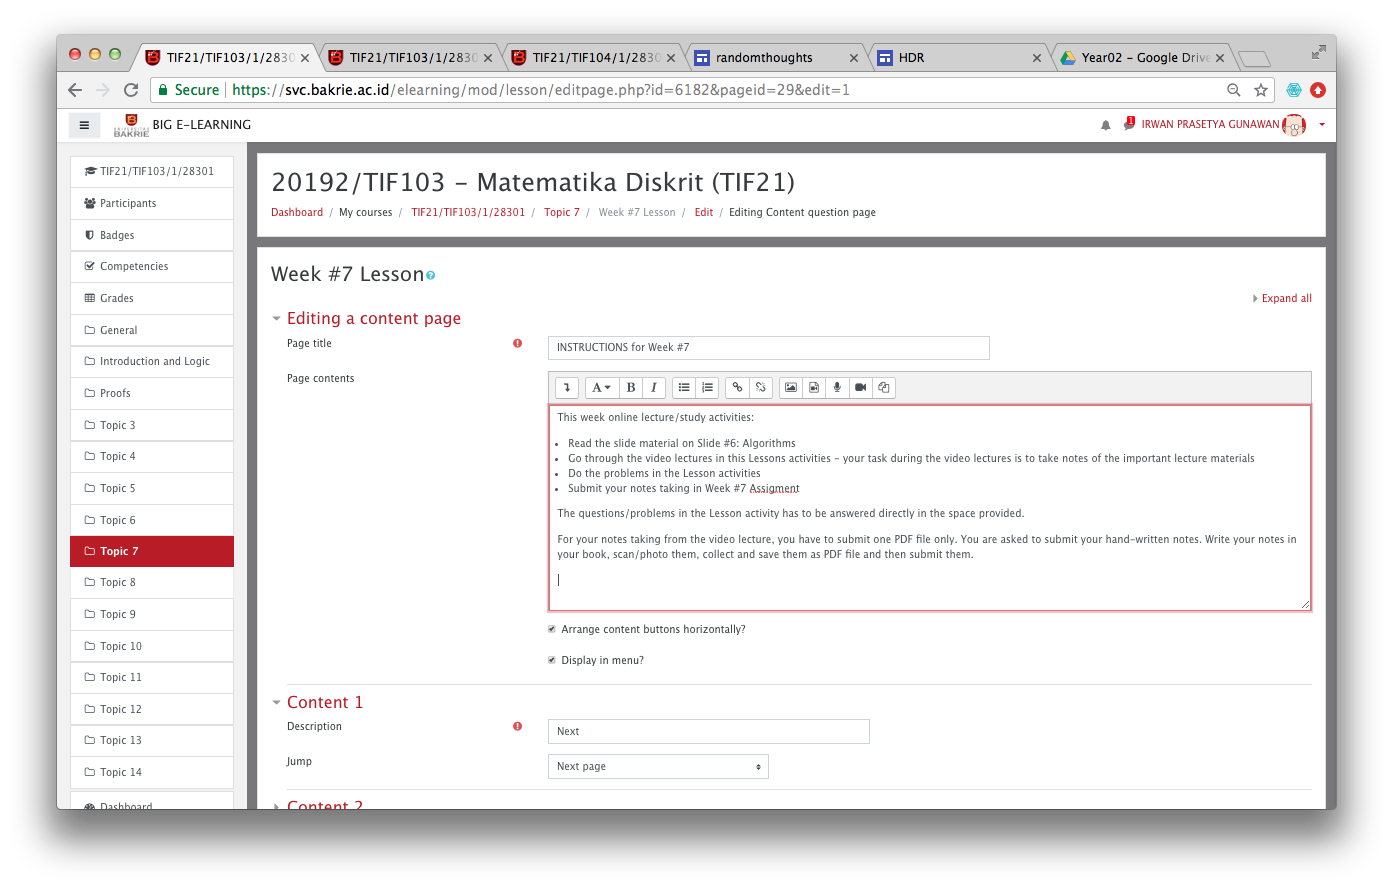 TIF21/TIF103/1/2830
TIF21/TIF103/1/2830
TIF21/TIF104/1/2830
randomthoughts
HDR
Year02 - Google Drive
Secure
https://svc.bakrie.ac.id/elearning/mod/lesson/editpage.php?id=6182&pageid=29&edit=1
UNIVERSITAS
BAKRIE
BIG E-LEARNING
1
IRWAN PRASETYA GUNAWAN
TIF21/TIF103/1/28301
Participants
Badges
Competencies
Grades
General
Introduction and Logic
Proofs
Topic 3
Topic 4
Topic 5
Topic 6
Topic 7
Topic 8
Topic 9
Topic 10
Topic 11
Topic 12
Topic 13
Topic 14
Dashboard
20192/TIF103 - Matematika Diskrit (TIF21)
Dashboard / My courses / TIF21/TIF103/1/28301 / Topic 7 / Week #7 Lesson / Edit / Editing Content question page
Week #7 Lesson
Expand all
Editing a content page
Page title
INSTRUCTIONS for Week #7
Page contents
A B I
This week online lecture/study activities:
• Read the slide material on Slide #6: Algorithms
• Go through the video lectures in this Lessons activities - your task during the video lectures is to take notes of the important lecture materials
• Do the problems in the Lesson activities
• Submit your notes taking in Week #7 Assigment
The questions/problems in the Lesson activity has to be answered directly in the space provided.
For your notes taking from the video lecture, you have to submit one PDF file only. You are asked to submit your hand-written notes. Write your notes in
your book, scan/photo them, collect and save them as PDF file and then submit them.
Arrange content buttons horizontally?
Display in menu?
Content 1
Description
Next
Jump
Next page
Content 2